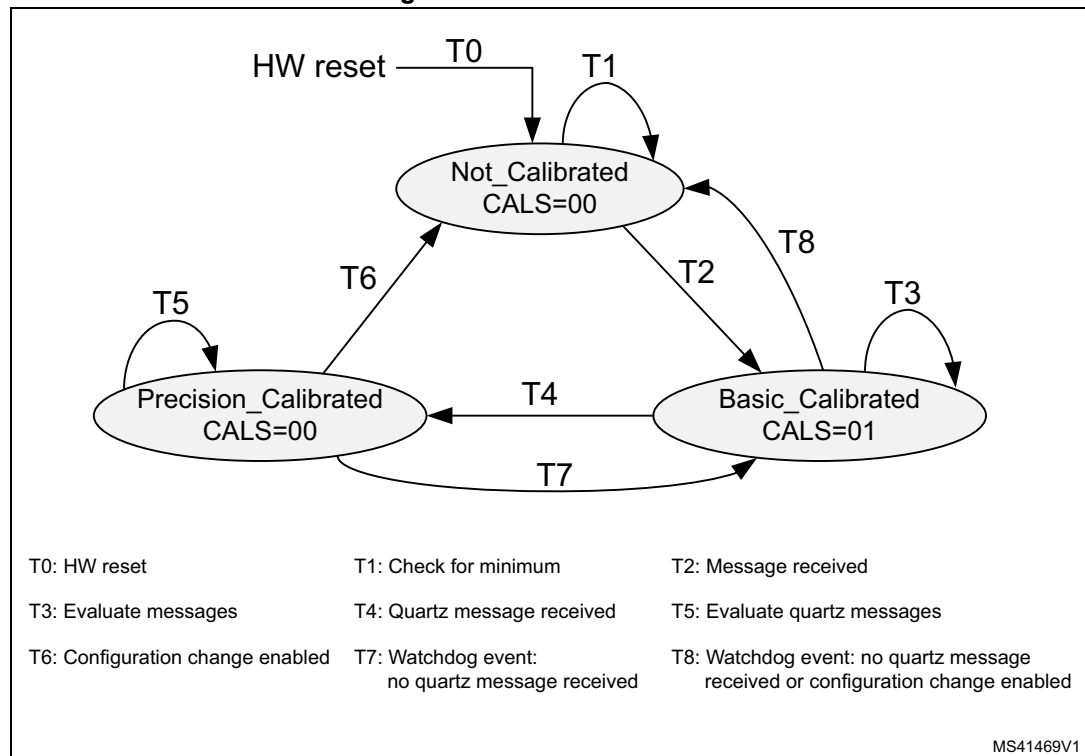 HW reset
T0
T1
Not_Calibrated
CALS=00
T8
T2
T6
T3
T5
Precision_Calibrated
CALS=00
T4
Basic_Calibrated
CALS=01
T7
T0: HW reset
T1: Check for minimum
T2: Message received
T3: Evaluate messages
T4: Quartz message received
T5: Evaluate quartz messages
T6: Configuration change enabled
T7: Watchdog event:
no quartz message received
T8: Watchdog event: no quartz message
received or configuration change enabled
MS41469V1